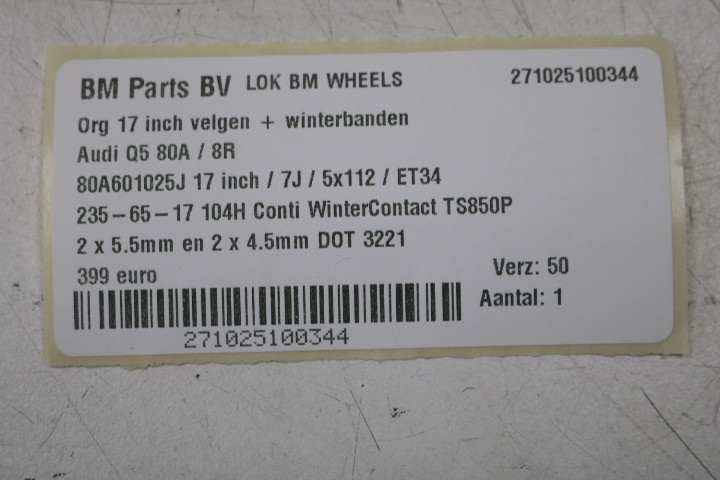 BM Parts BV LOK BM WHEELS 271025100344
Org 17 inch velgen + winterbanden
Audi Q5 80A / 8R
80A601025J 17 inch / 7J / 5x112 / ET34
235-65-17 104H Conti WinterContact TS850P
2 x 5.5mm en 2 x 4.5mm DOT 3221
399 euro Verz: 50
Aantal: 1
271025100344